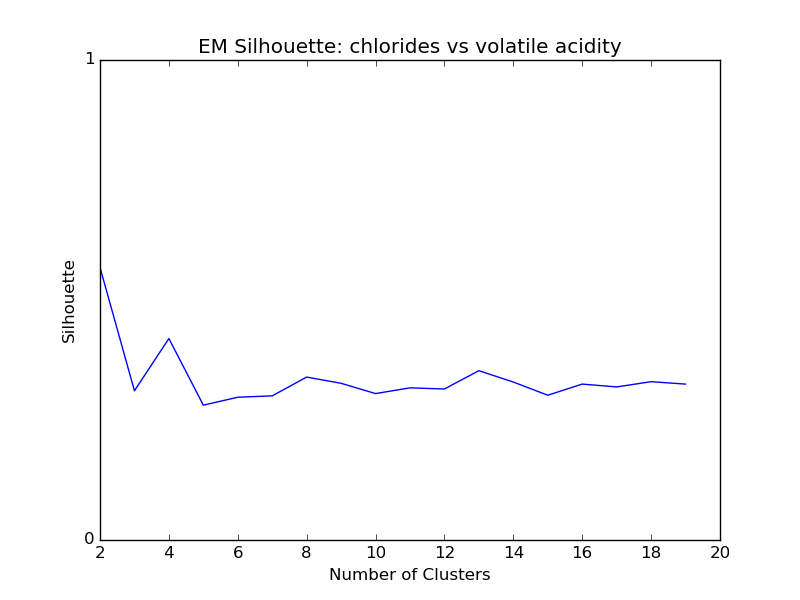 EM Silhouette: chlorides vs volatile acidity
1
Silhouette
0
2 4 6 8 10 12 14 16 18 20
Number of Clusters